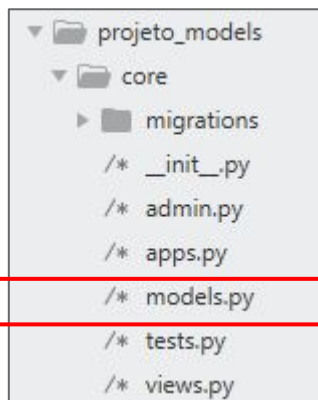 projeto_models
core
migrations
/* __init__.py
/* admin.py
/* apps.py
/* models.py
/* tests.py
/* views.py